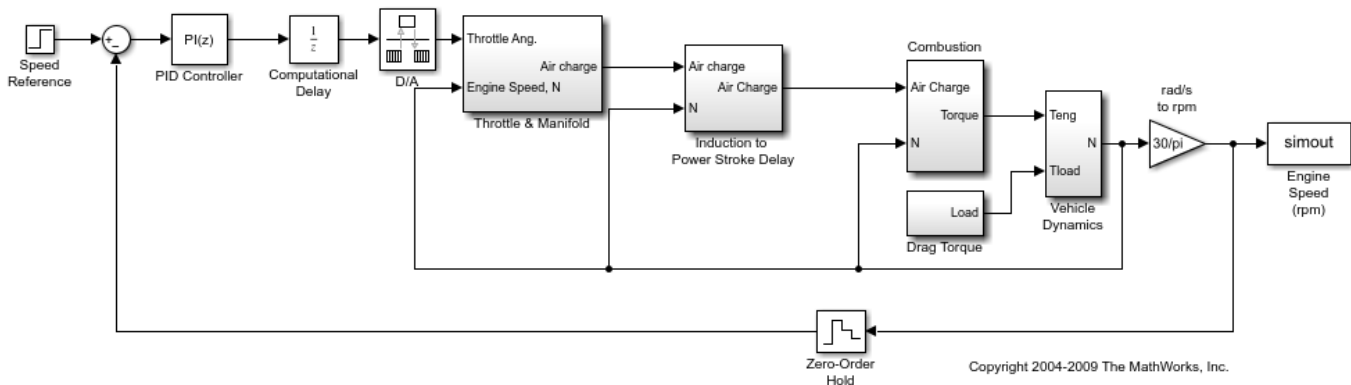 Speed
Reference
+
−
PI(z)
PID Controller
1
z
Computational
Delay
D/A
Throttle Ang.
Air charge
Engine Speed, N
Throttle & Manifold
Air charge
Air Charge
N
Induction to
Power Stroke Delay
Combustion
Air Charge
Torque
N
Load
Drag Torque
Teng
N
Tload
Vehicle
Dynamics
rad/s
to rpm
30/pi
simout
Engine
Speed
(rpm)
Zero-Order
Hold
Copyright 2004-2009 The MathWorks, Inc.